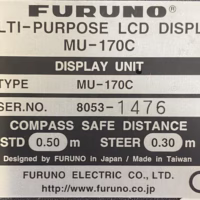 FURUNO®
LTI-PURPOSE LCD DISPL
MU-170C
DISPLAY UNIT
TYPE MU-170C
SER.NO. 8053-1476
COMPASS SAFE DISTANCE
STD 0.50 m STEER 0.30 m
Designed by FURUNO in Japan / Made in Taiwan
FURUNO ELECTRIC CO., LTD.
http://www.furuno.co.jp